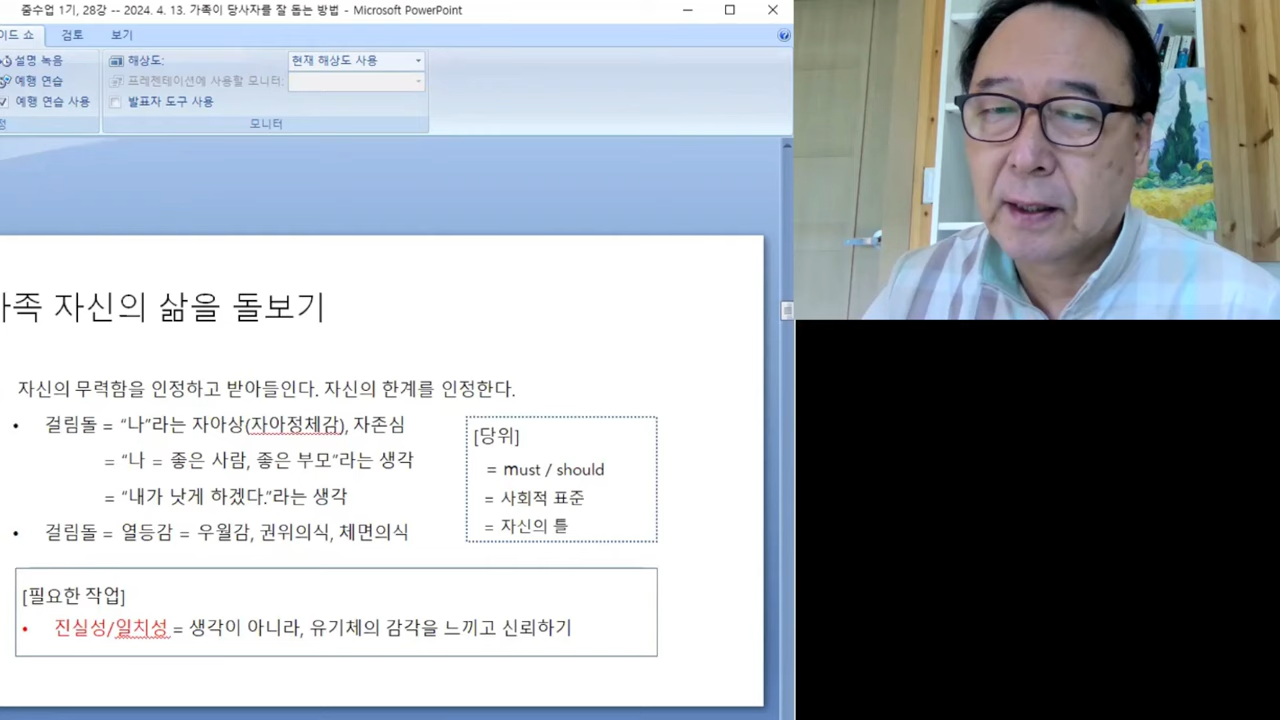 줌수업 1기, 28강 -- 2024. 4. 13. 가족이 당사자를 잘 돕는 방법 - Microsoft PowerPoint
이드 쇼 검토 보기
설명 녹음
예행 연습
예행 연습 사용
정
해상도: 현재 해상도 사용
프레젠테이션에 사용할 모니터:
발표자 도구 사용
모니터
가족 자신의 삶을 돌보기
자신의 무력함을 인정하고 받아들인다. 자신의 한계를 인정한다.
• 걸림돌 = “나”라는 자아상(자아정체감), 자존심
= “나 = 좋은 사람, 좋은 부모“라는 생각
= “내가 낫게 하겠다.”라는 생각
• 걸림돌 = 열등감 = 우월감, 권위의식, 체면의식
[당위]
= must / should
= 사회적 표준
= 자신의 틀
[필요한 작업]
• 진실성/일치성 = 생각이 아니라, 유기체의 감각을 느끼고 신뢰하기